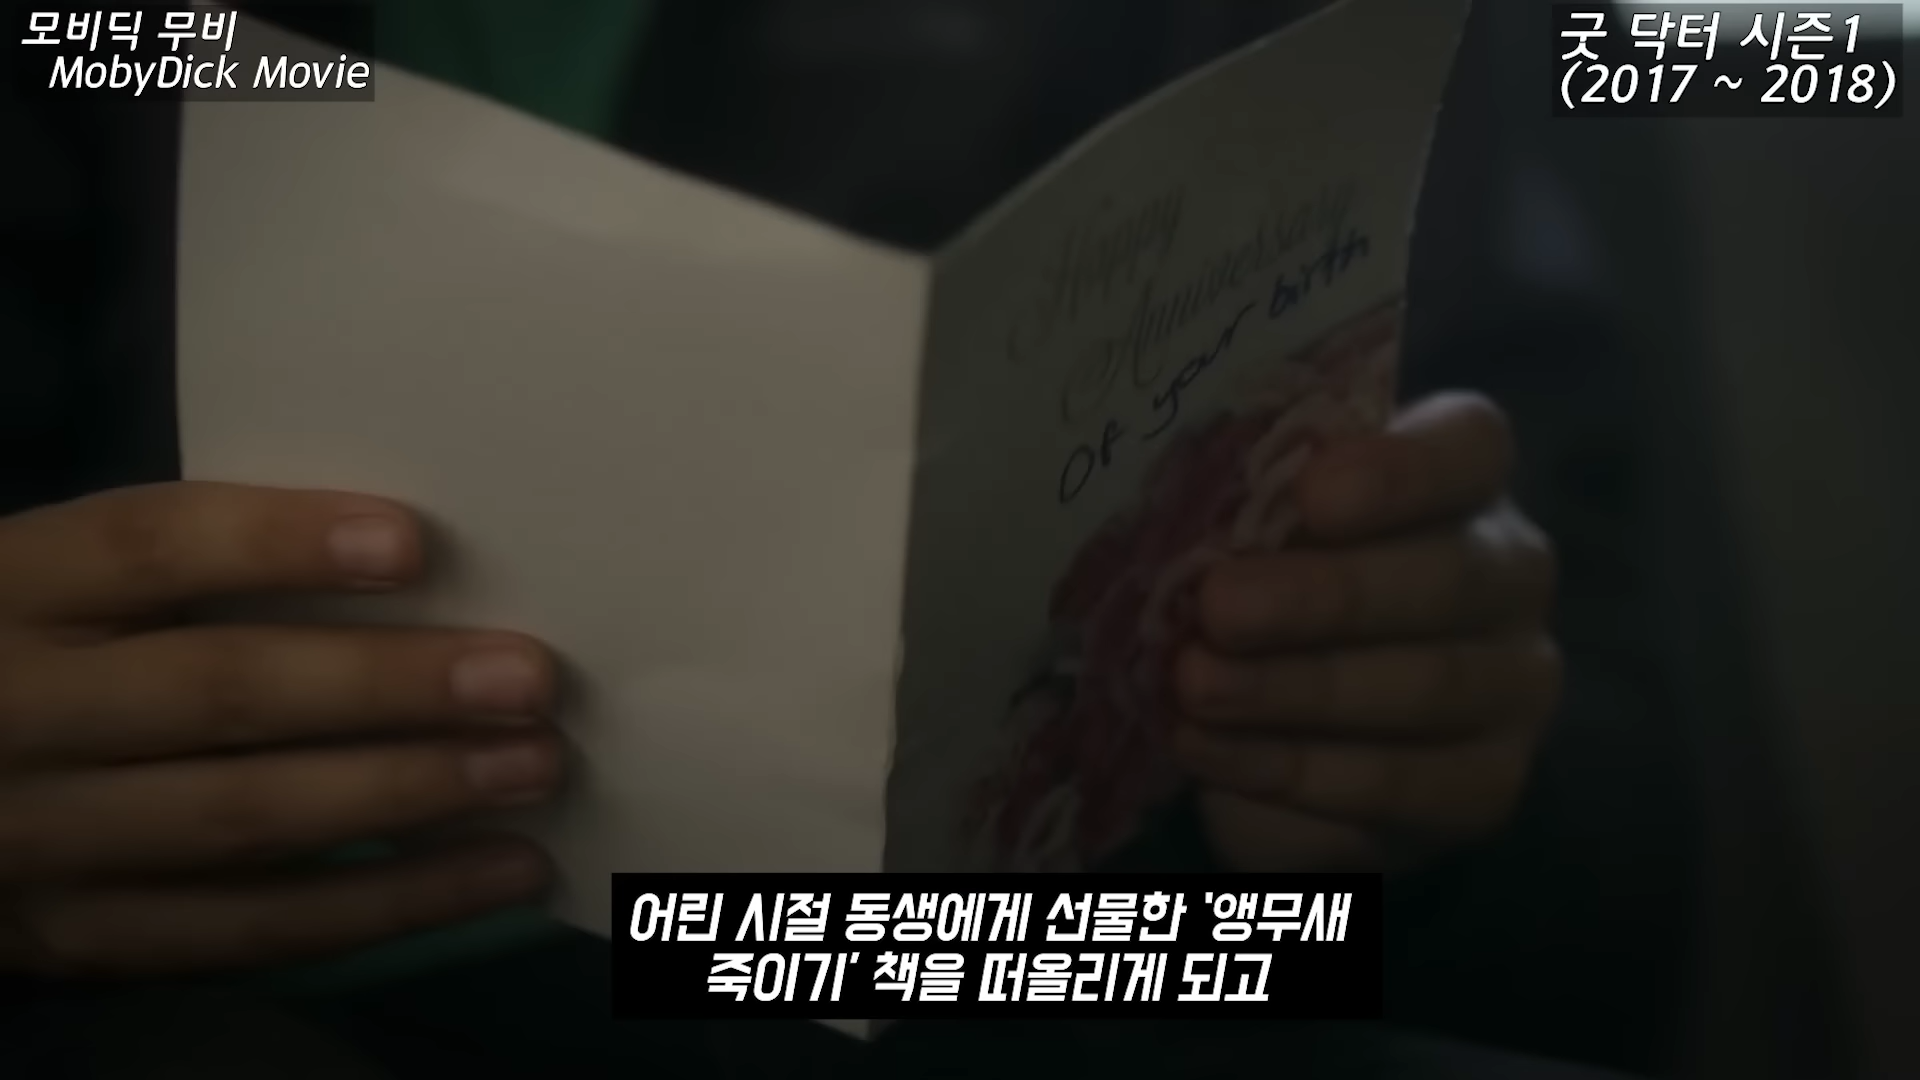 모비딕 무비
MobyDick Movie
굿 닥터 시즌1
(2017 ~ 2018)
Happy
Anniversary
Of your birth
어린 시절 동생에게 선물한 '앵무새
죽이기' 책을 떠올리게 되고